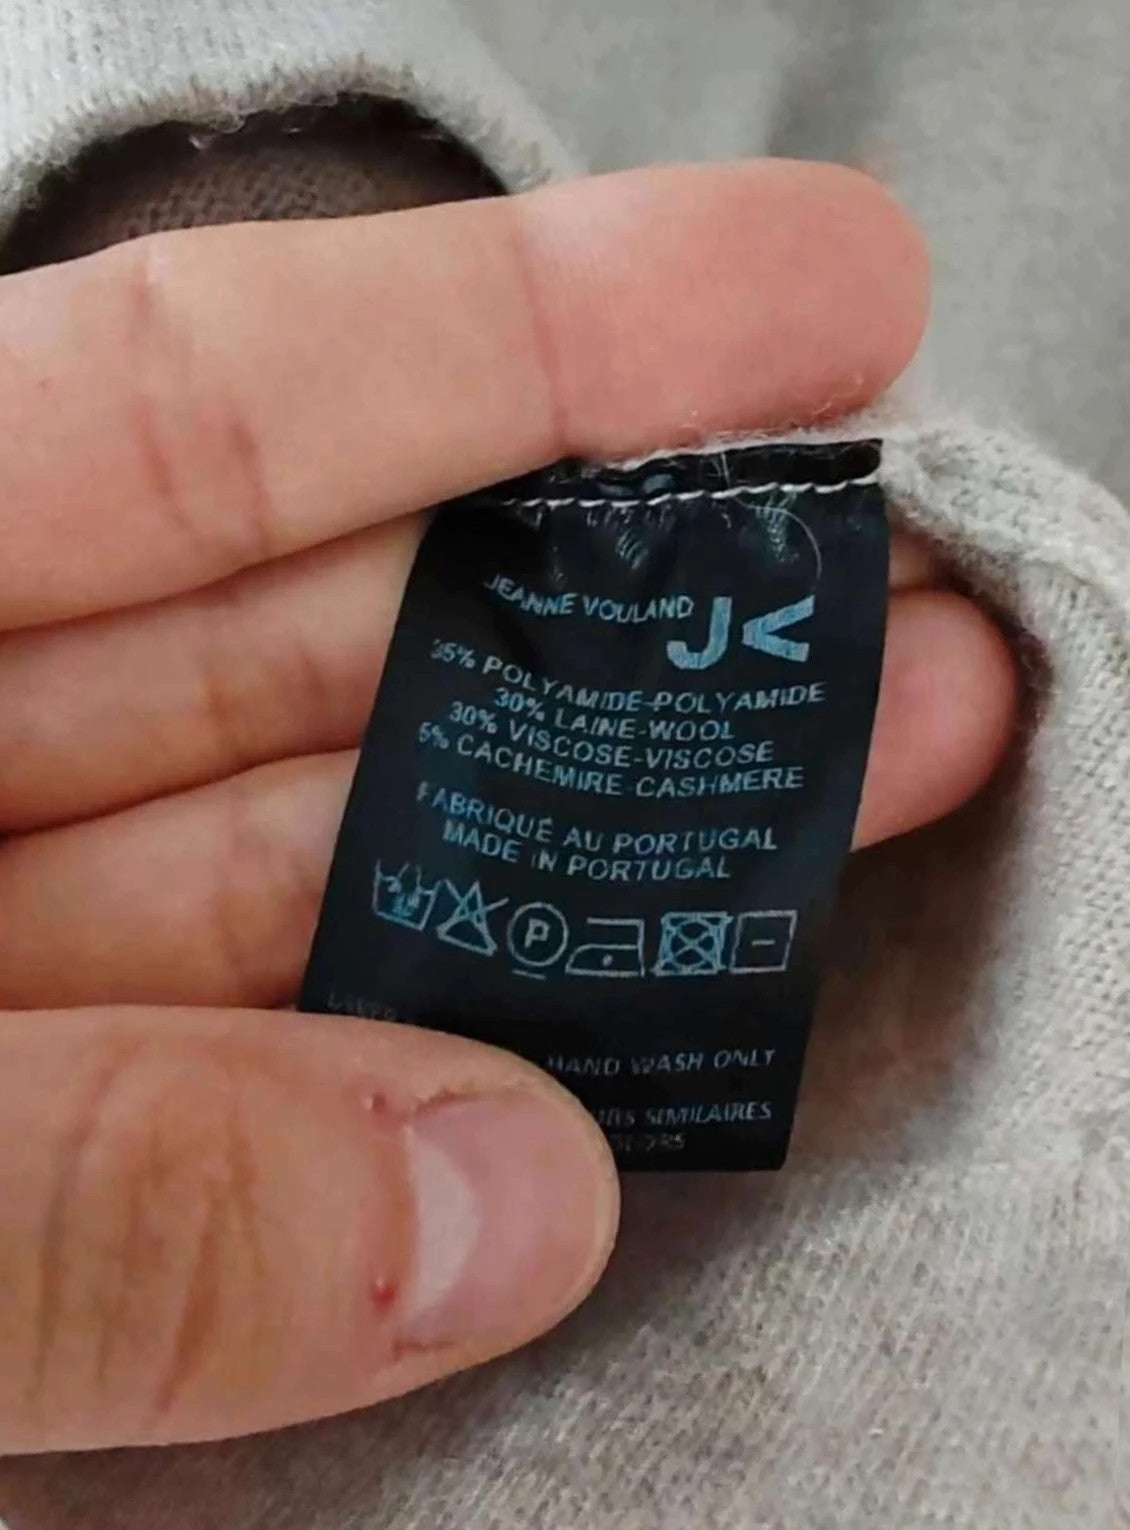 JEANNE VOULAND
J<
35% POLYAMIDE-POLYAMIDE
30% LAINE-WOOL
30% VISCOSE-VISCOSE
5% CACHEMIRE-CASHMERE
FABRIQUÉ AU PORTUGAL
MADE IN PORTUGAL
P
HAND WASH ONLY
SIMILAIRES